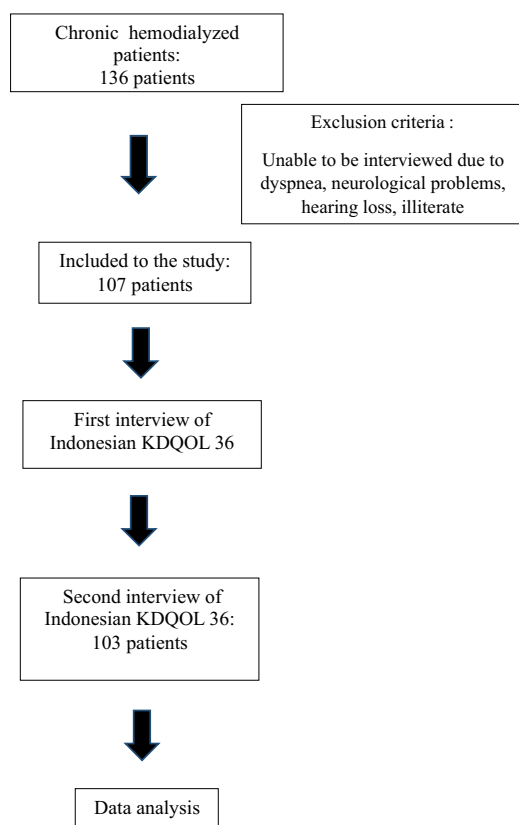 Chronic hemodialyzed
patients:
136 patients
Exclusion criteria :
Unable to be interviewed due to
dyspnea, neurological problems,
hearing loss, illiterate
Included to the study:
107 patients
First interview of
Indonesian KDQOL 36
Second interview of
Indonesian KDQOL 36:
103 patients
Data analysis